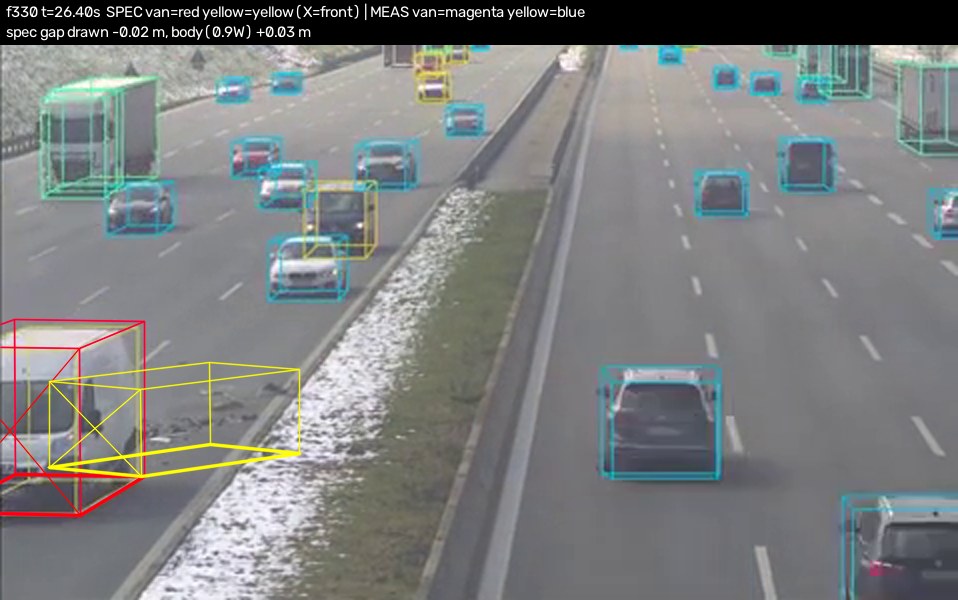 f330 t=26.40s SPEC van=red yellow=yellow (X=front) | MEAS van=magenta yellow=blue
spec gap drawn -0.02 m, body(0.9W) +0.03 m